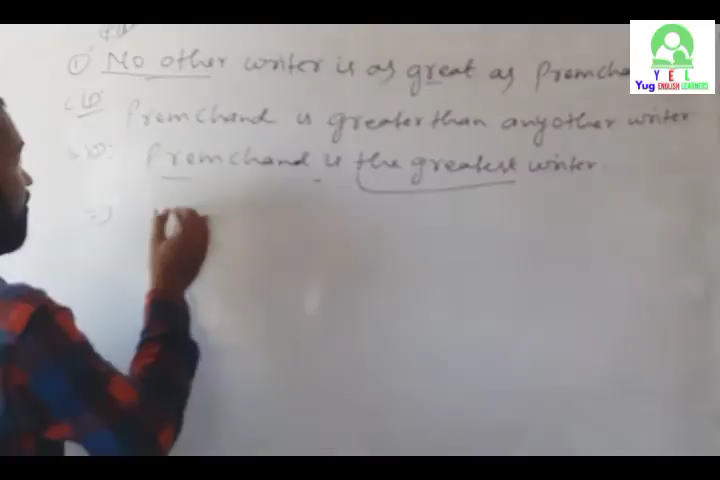 ① No other writer is as great as Premcha
Premchand is greater than any other writer
Premchand is the greatest writer.
Y E L
Yug ENGLISH LEARNERS